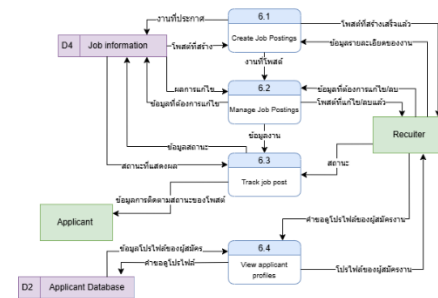 งานที่ประกาศ
6.1
โพสต์ที่สร้างเสร็จแล้ว
D4
Job information
โพสต์ที่สร้าง
Create Job Postings
ข้อมูลรายละเอียดของงาน
งานที่โพสต์
ผลการแก้ไข
6.2
ข้อมูลที่ต้องการแก้ไข/ลบ
ข้อมูลที่ต้องการแก้ไข
Manage Job Postings
โพสต์ที่แก้ไข/ลบแล้ว
Recuiter
ข้อมูลงาน
ข้อมูลสถานะ
6.3
สถานะ
สถานะที่แสดงผล
Track job post
ข้อมูลการติดตามสถานะของโพสต์
Applicant
คำขอดูโปรไฟล์ของผู้สมัครงาน
6.4
ข้อมูลโปรไฟล์ของผู้สมัคร
View applicant
profiles
คำขอดูโปรไฟล์
โปรไฟล์ของผู้สมัครงาน
D2
Applicant Database